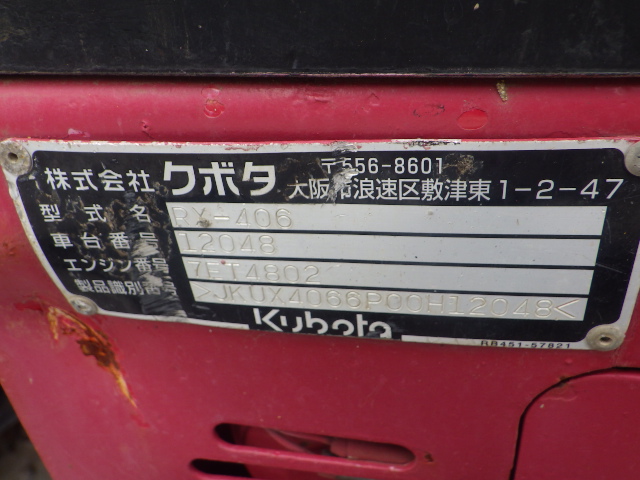 株式会社 クボタ 〒556-8601
大阪市浪速区敷津東1-2-47
型式名 RX-406
車台番号 12048
エンジン番号 7ET4802
製品識別番号 >JKUX4066P00H12048<
Kubota
RB451-57821